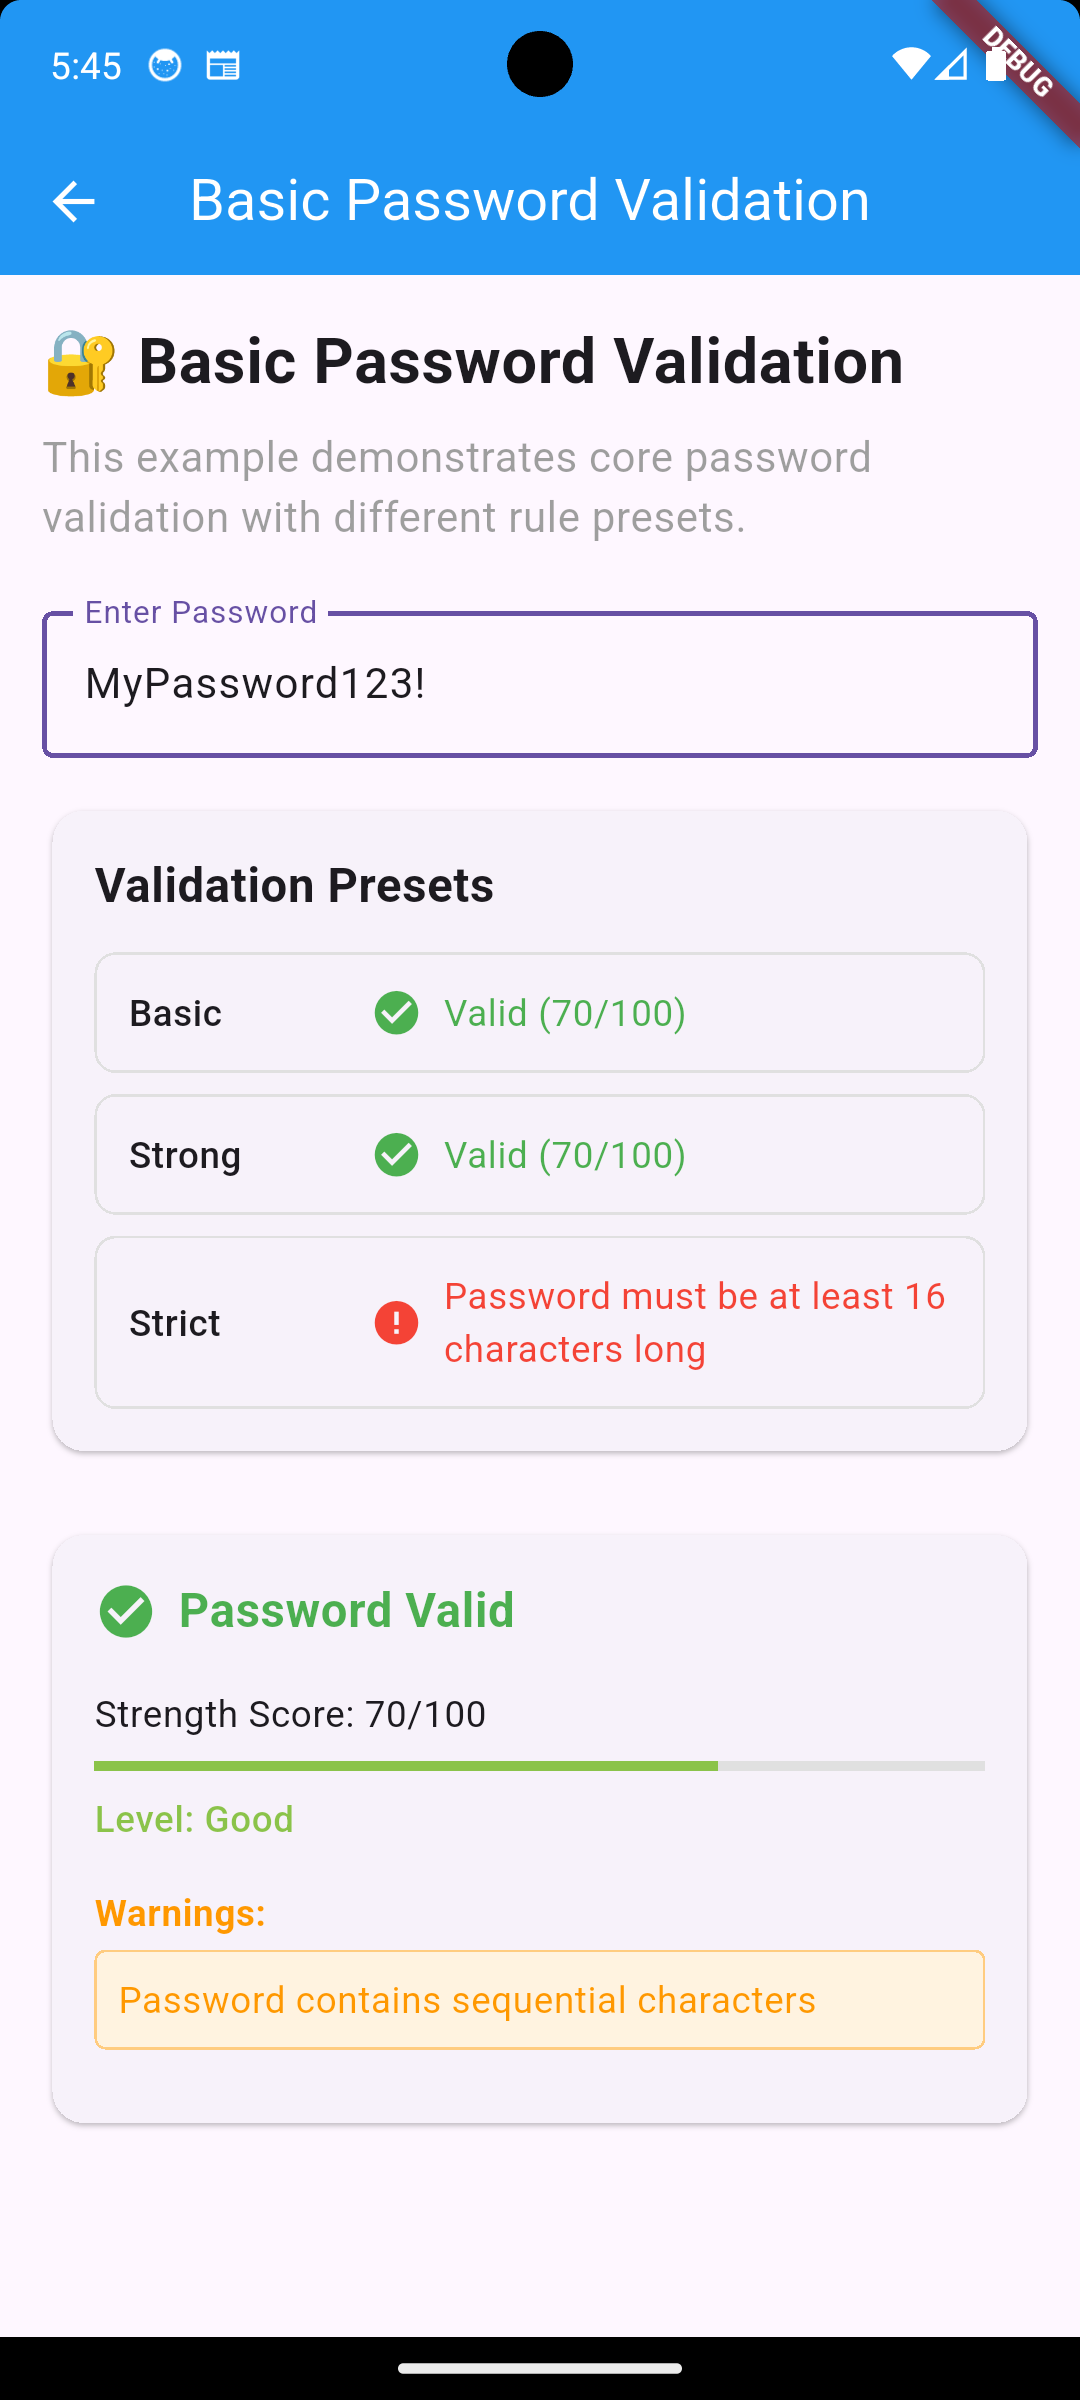 5:45
DEBUG
Basic Password Validation
🔐 Basic Password Validation
This example demonstrates core password
validation with different rule presets.
Enter Password
MyPassword123!
Validation Presets
Basic Valid (70/100)
Strong Valid (70/100)
Strict Password must be at least 16
characters long
Password Valid
Strength Score: 70/100
Level: Good
Warnings:
Password contains sequential characters